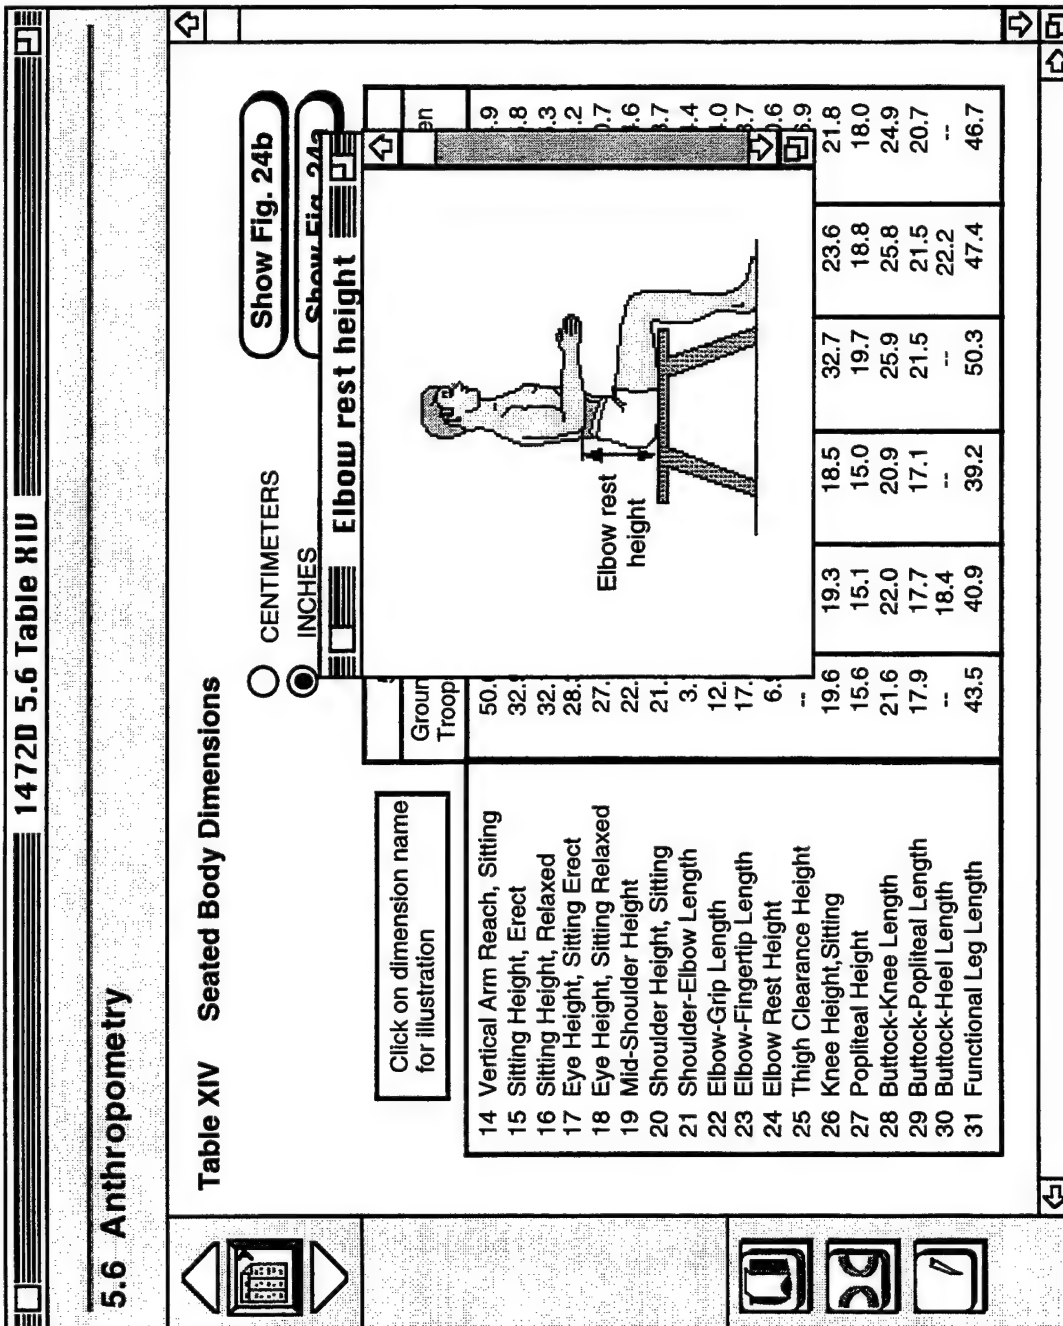 1472D 5.6 Table XIV
5.6 Anthropometry
Table XIV Seated Body Dimensions
CENTIMETERS
INCHES
Show Fig. 24b
Show Fig. 24a
Click on dimension name
for illustration
Elbow rest height
Elbow rest
height
14 Vertical Arm Reach, Sitting
15 Sitting Height, Erect
16 Sitting Height, Relaxed
17 Eye Height, Sitting Erect
18 Eye Height, Sitting Relaxed
19 Mid-Shoulder Height
20 Shoulder Height, Sitting
21 Shoulder-Elbow Length
22 Elbow-Grip Length
23 Elbow-Fingertip Length
24 Elbow Rest Height
25 Thigh Clearance Height --
26 Knee Height,Sitting 19.6 19.3 18.5 32.7 23.6 21.8
27 Popliteal Height 15.6 15.1 15.0 19.7 18.8 18.0
28 Buttock-Knee Length 21.6 22.0 20.9 25.9 25.8 24.9
29 Buttock-Popliteal Length 17.9 17.7 17.1 21.5 21.5 20.7
30 Buttock-Heel Length -- 18.4 -- -- 22.2 --
31 Functional Leg Length 43.5 40.9 39.2 50.3 47.4 46.7